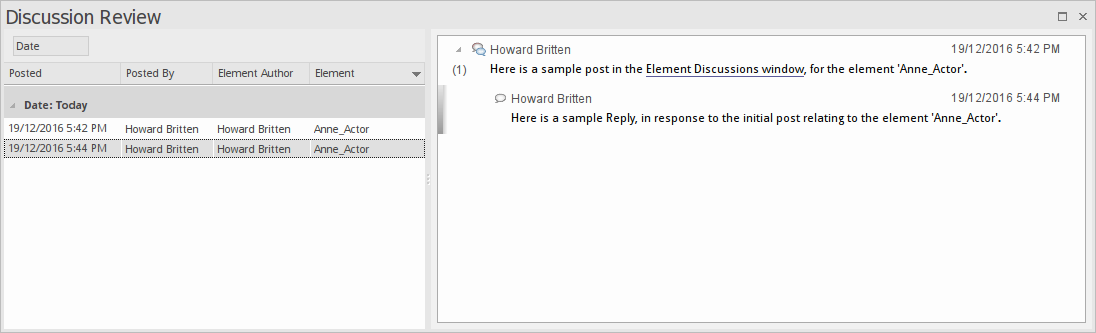 Discussion Review
Date
Posted Posted By Element Author Element
Date: Today
19/12/2016 5:42 PM Howard Britten Howard Britten Anne_Actor
19/12/2016 5:44 PM Howard Britten Howard Britten Anne_Actor
Howard Britten 19/12/2016 5:42 PM
(1) Here is a sample post in the Element Discussions window, for the element 'Anne_Actor'.
Howard Britten 19/12/2016 5:44 PM
Here is a sample Reply, in response to the initial post relating to the element 'Anne_Actor'.